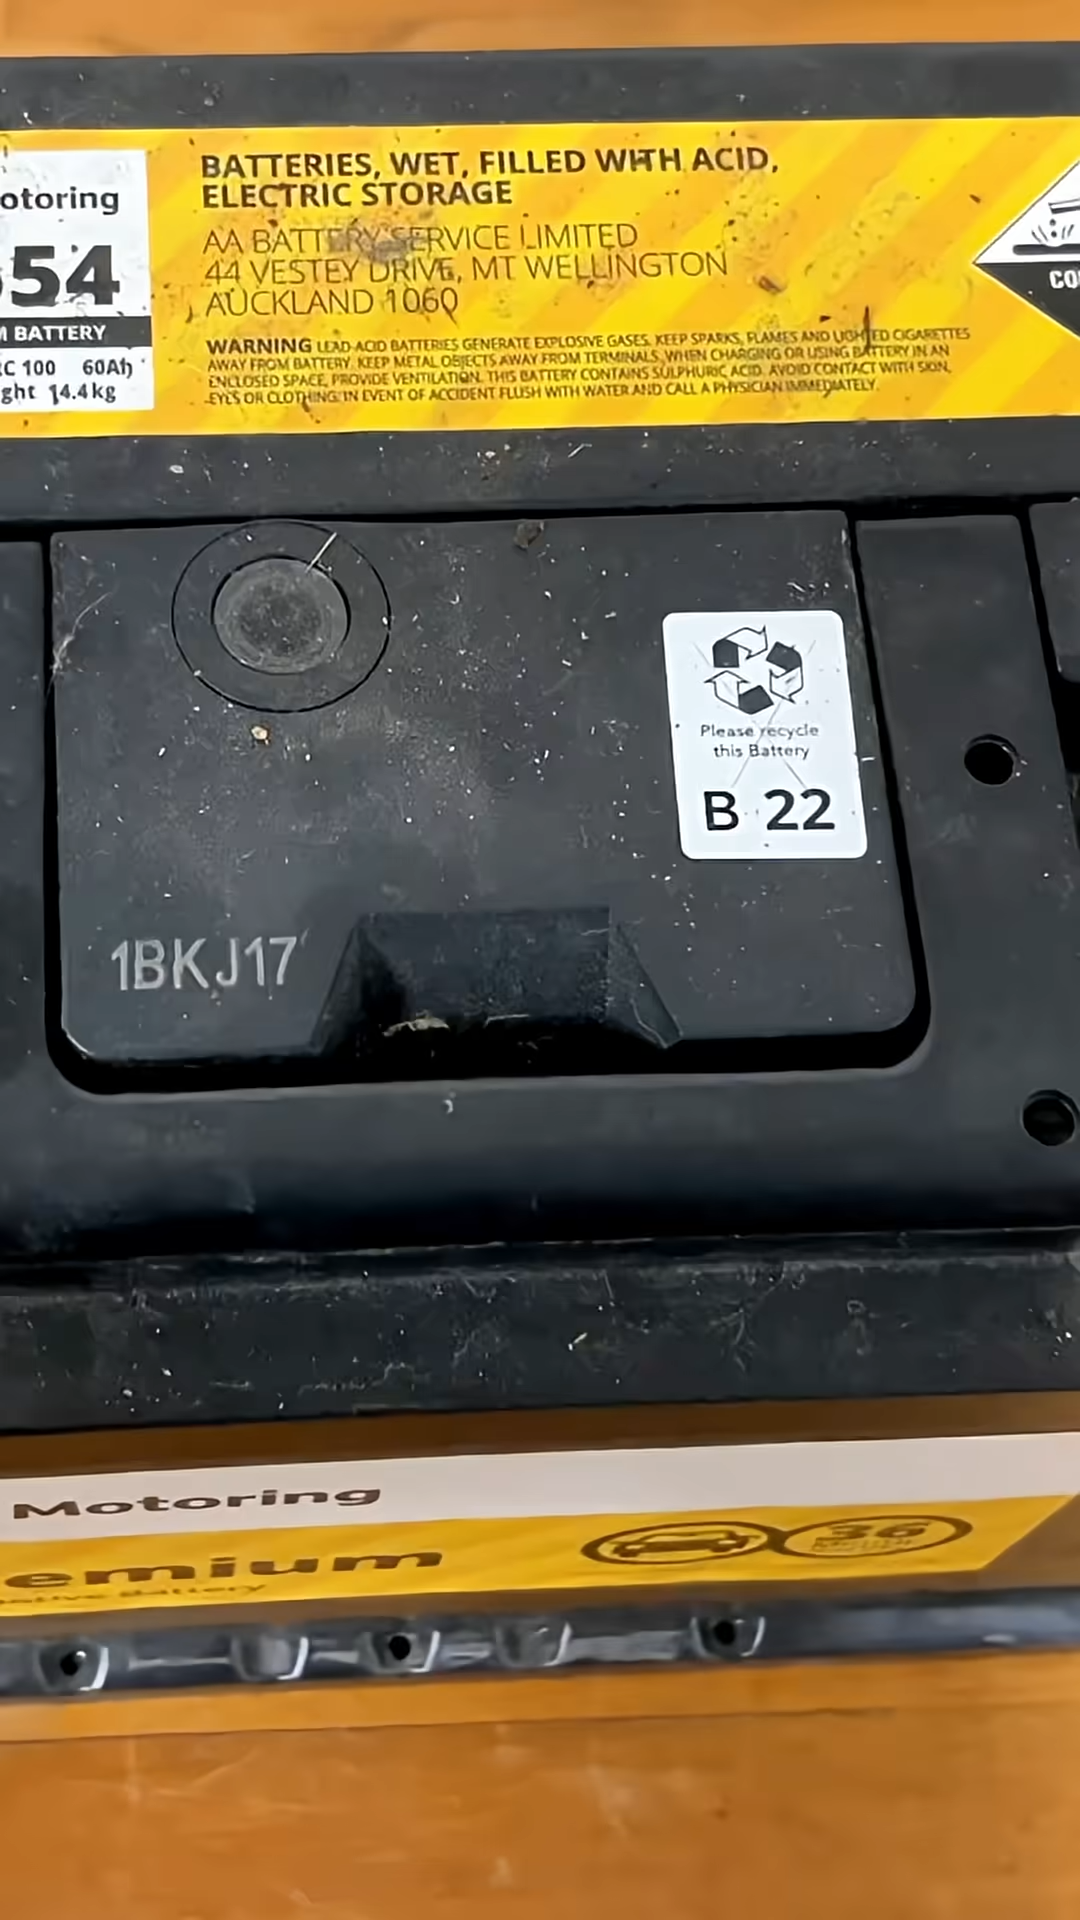 otoring
54
BATTERY
C 100 60Ah
ght 14.4kg
BATTERIES, WET, FILLED WITH ACID,
ELECTRIC STORAGE
AA BATTERY SERVICE LIMITED
44 VESTEY DRIVE, MT WELLINGTON
AUCKLAND 1060
WARNING LEAD-ACID BATTERIES GENERATE EXPLOSIVE GASES. KEEP SPARKS, FLAMES AND LIGHTED CIGARETTES
AWAY FROM BATTERY. KEEP METAL OBJECTS AWAY FROM TERMINALS. WHEN CHARGING OR USING BATTERY IN AN
ENCLOSED SPACE, PROVIDE VENTILATION. THIS BATTERY CONTAINS SULPHURIC ACID. AVOID CONTACT WITH SKIN,
EYES OR CLOTHING. IN EVENT OF ACCIDENT FLUSH WITH WATER AND CALL A PHYSICIAN IMMEDIATELY.
CO
Please recycle
this Battery
B 22
1BKJ17
Motoring
emium
Battery
36